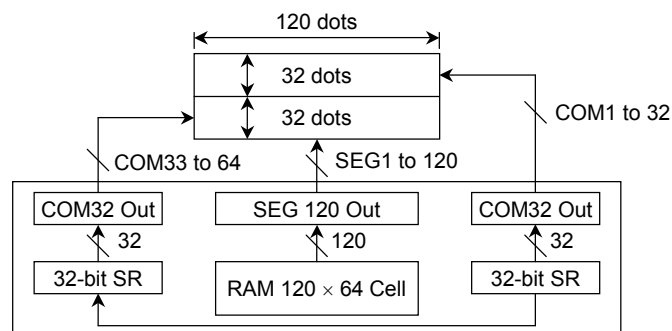 120 dots
32 dots
32 dots
COM1 to 32
COM33 to 64
SEG1 to 120
COM32 Out
SEG 120 Out
COM32 Out
32
120
32
32-bit SR
RAM 120 × 64 Cell
32-bit SR